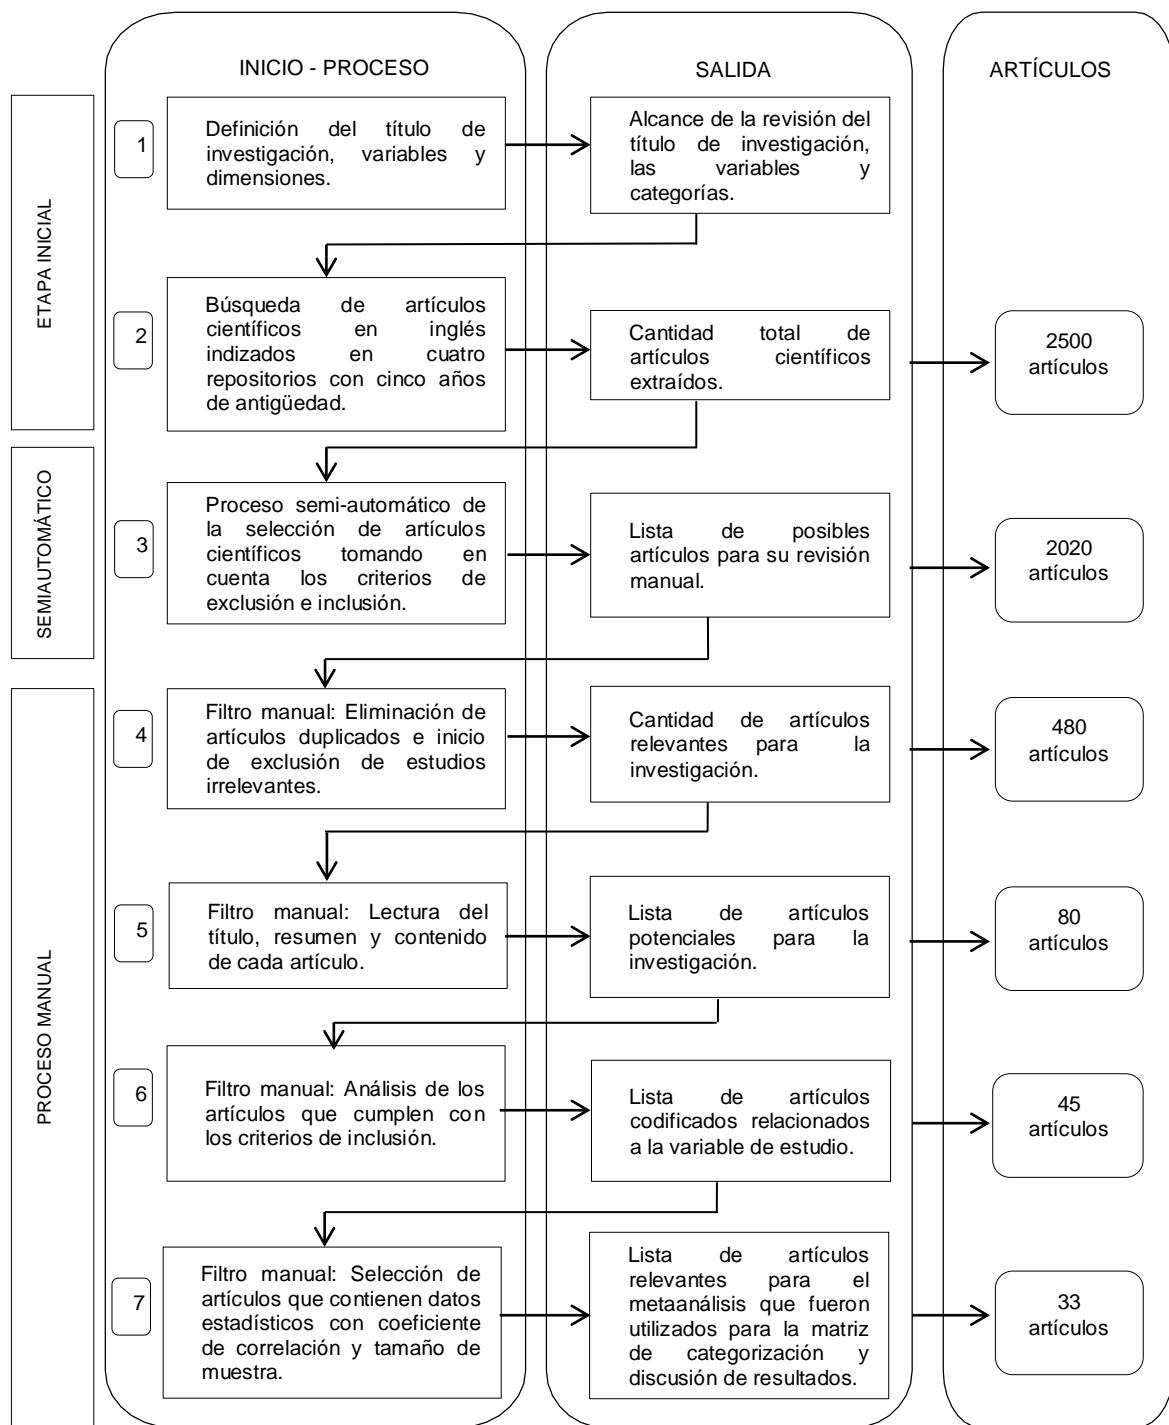 INICIO - PROCESO
SALIDA
ARTÍCULOS
ETAPA INICIAL
1
Definición del título de
investigación, variables y
dimensiones.
Alcance de la revisión del
título de investigación,
las variables y
categorías.
2
Búsqueda de artículos
científicos en inglés
indizados en cuatro
repositorios con cinco años
de antigüedad.
Cantidad total de
artículos científicos
extraídos.
2500
artículos
SEMIAUTOMÁTICO
3
Proceso semi-automático de
la selección de artículos
científicos tomando en
cuenta los criterios de
exclusión e inclusión.
Lista de posibles
artículos para su revisión
manual.
2020
artículos
PROCESO MANUAL
4
Filtro manual: Eliminación de
artículos duplicados e inicio
de exclusión de estudios
irrelevantes.
Cantidad de artículos
relevantes para la
investigación.
480
artículos
5
Filtro manual: Lectura del
título, resumen y contenido
de cada artículo.
Lista de artículos
potenciales para la
investigación.
80
artículos
6
Filtro manual: Análisis de los
artículos que cumplen con
los criterios de inclusión.
Lista de artículos
codificados relacionados
a la variable de estudio.
45
artículos
7
Filtro manual: Selección de
artículos que contienen datos
estadísticos con coeficiente
de correlación y tamaño de
muestra.
Lista de artículos
relevantes para el
metaanálisis que fueron
utilizados para la matriz
de categorización y
discusión de resultados.
33
artículos